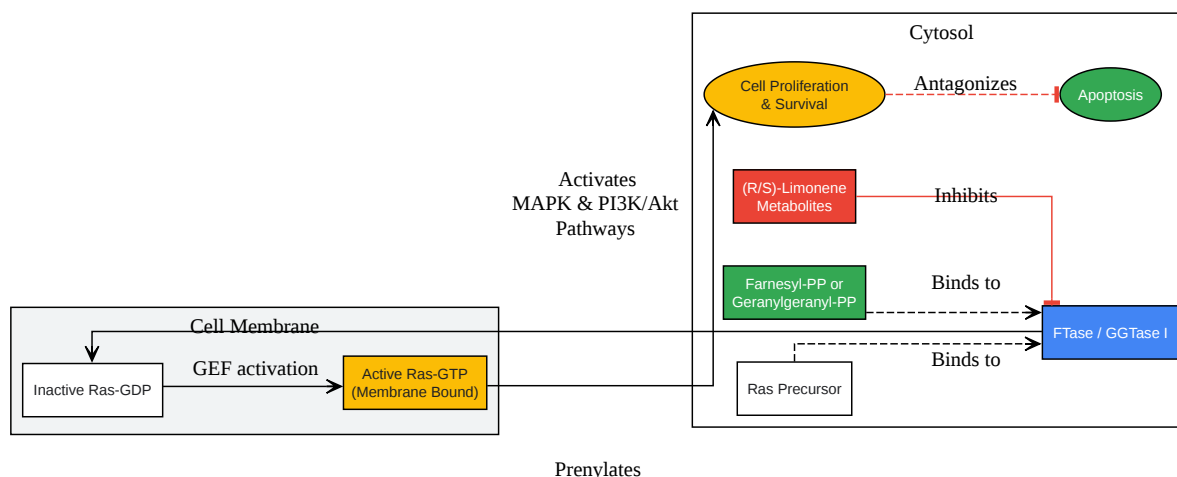 Cytosol
Cell Proliferation
& Survival
Antagonizes
Apoptosis
Activates
MAPK & PI3K/Akt
Pathways
(R/S)-Limonene
Metabolites
Inhibits
Farnesyl-PP or
Geranylgeranyl-PP
Binds to
Cell Membrane
FTase / GGTase I
Binds to
GEF activation
Inactive Ras-GDP
Active Ras-GTP
(Membrane Bound)
Ras Precursor
Prenylates